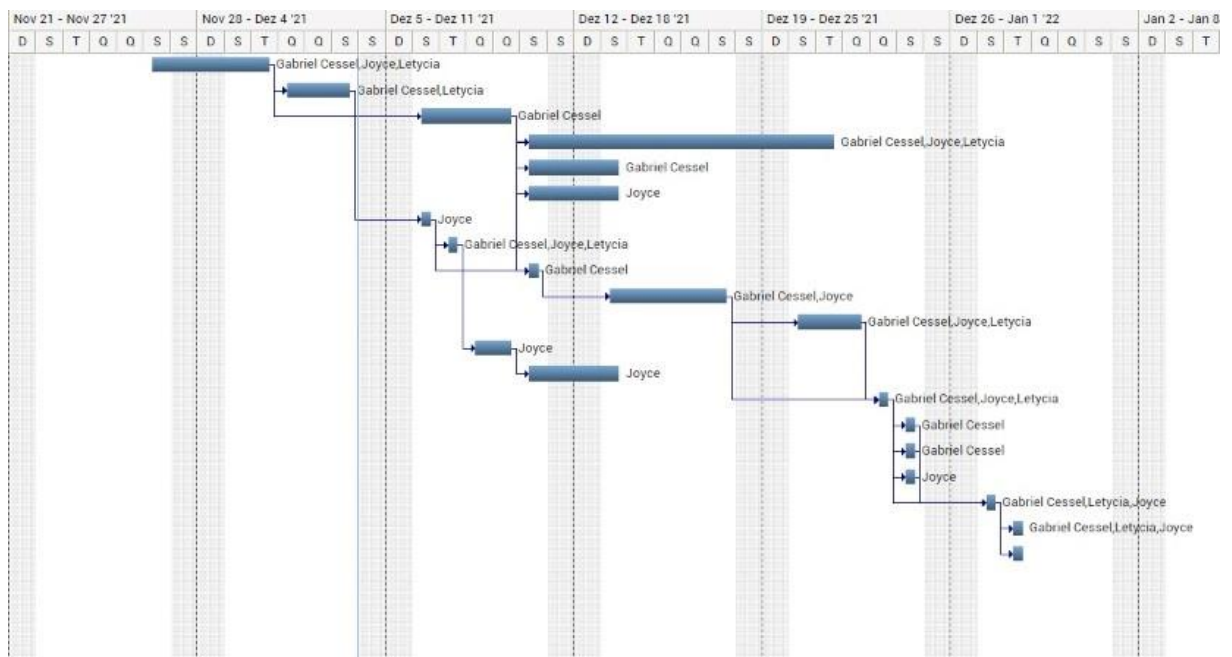 Nov 21 - Nov 27 '21 Nov 28 - Dez 4 '21 Dez 5 - Dez 11 '21 Dez 12 - Dez 18 '21 Dez 19 - Dez 25 '21 Dez 26 - Jan 1 '22 Jan 2 - Jan 8
D S T Q Q S S D S T Q Q S S D S T Q Q S S D S T Q Q S S D S T Q Q S S D S T Q Q S S D S T
Gabriel Cessel,Joyce,Letycia
Gabriel Cessel,Letycia
Gabriel Cessel
Gabriel Cessel,Joyce,Letycia
Gabriel Cessel
Joyce
Joyce
Gabriel Cessel,Joyce,Letycia
Gabriel Cessel
Gabriel Cessel,Joyce
Gabriel Cessel,Joyce,Letycia
Joyce
Joyce
Gabriel Cessel,Joyce,Letycia
Gabriel Cessel
Gabriel Cessel
Joyce
Gabriel Cessel,Letycia,Joyce
Gabriel Cessel,Letycia,Joyce